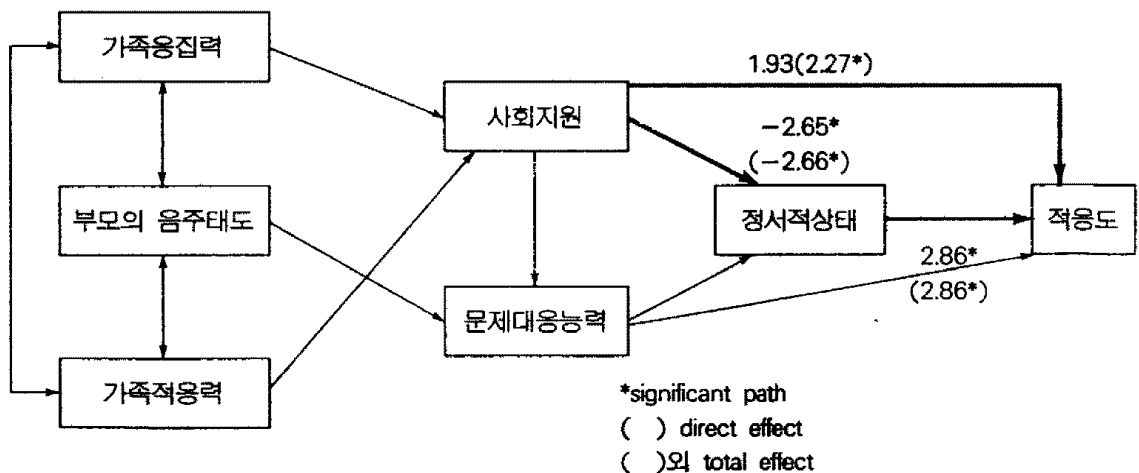 가족응집력
1.93(2.27*)
사회지원
-2.65*
(-2.66*)
부모의 음주태도
정서적상태
적응도
2.86*
(2.86*)
문제대응능력
가족적응력
*significant path
( ) direct effect
( )외 total effect